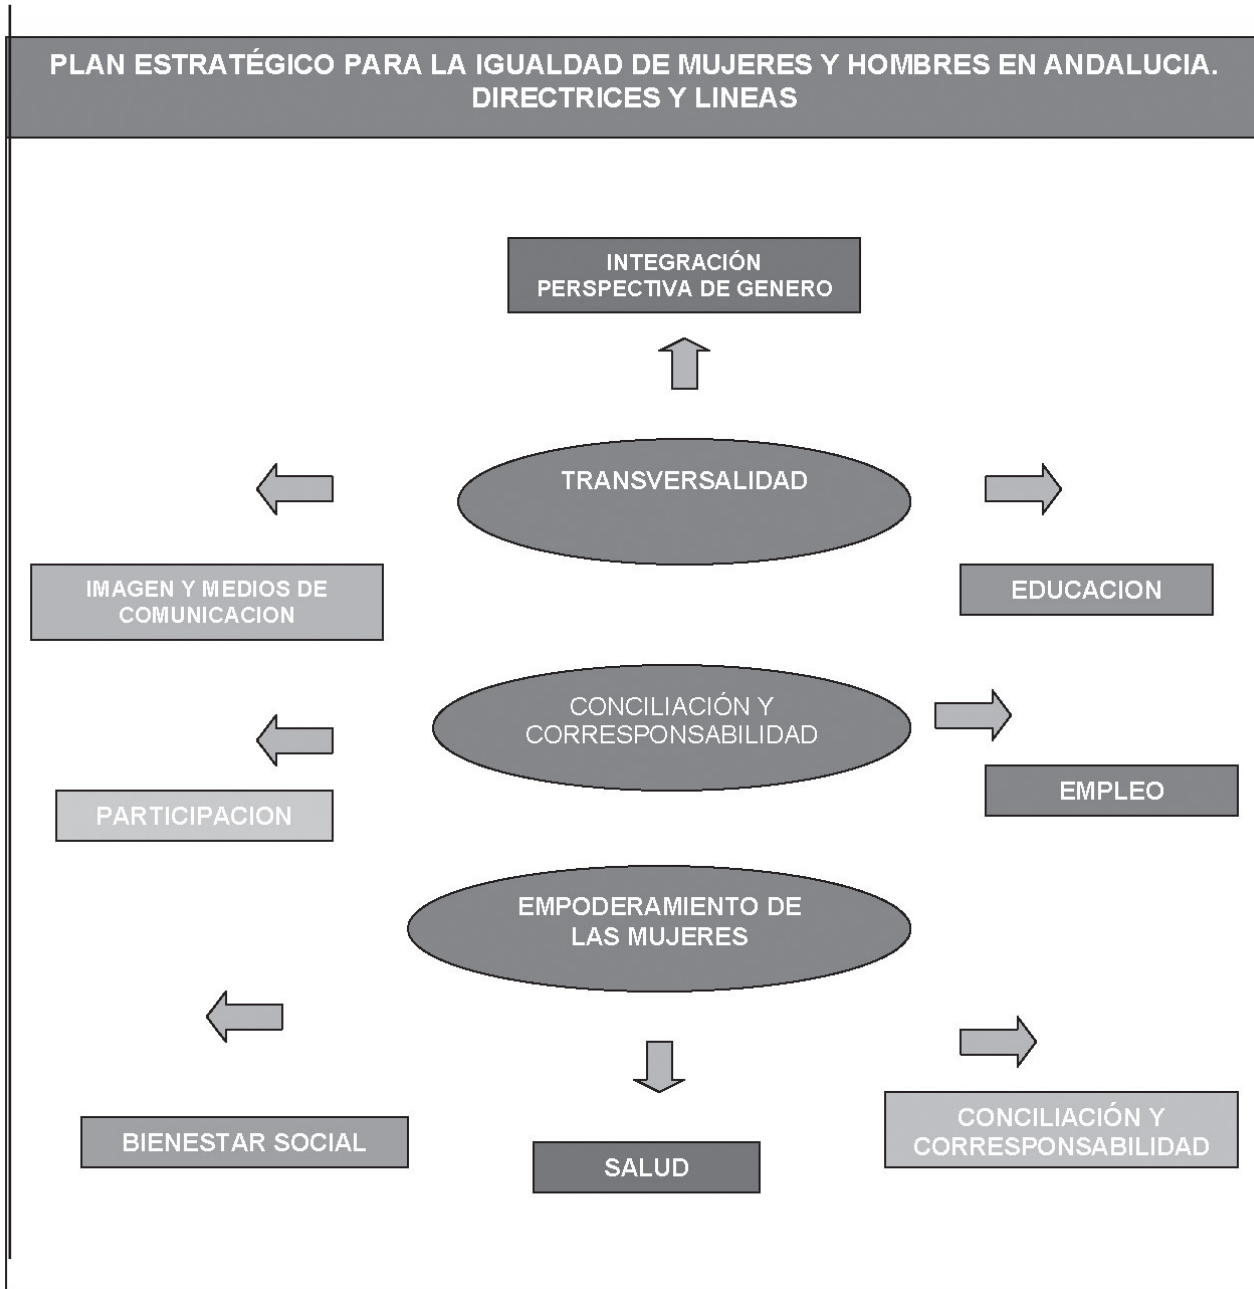 PLAN ESTRATÉGICO PARA LA IGUALDAD DE MUJERES Y HOMBRES EN ANDALUCIA.
DIRECTRICES Y LINEAS
INTEGRACIÓN
PERSPECTIVA DE GENERO
TRANSVERSALIDAD
IMAGEN Y MEDIOS DE
COMUNICACION
EDUCACION
CONCILIACIÓN Y
CORRESPONSABILIDAD
PARTICIPACION
EMPLEO
EMPODERAMIENTO DE
LAS MUJERES
BIENESTAR SOCIAL
SALUD
CONCILIACIÓN Y
CORRESPONSABILIDAD